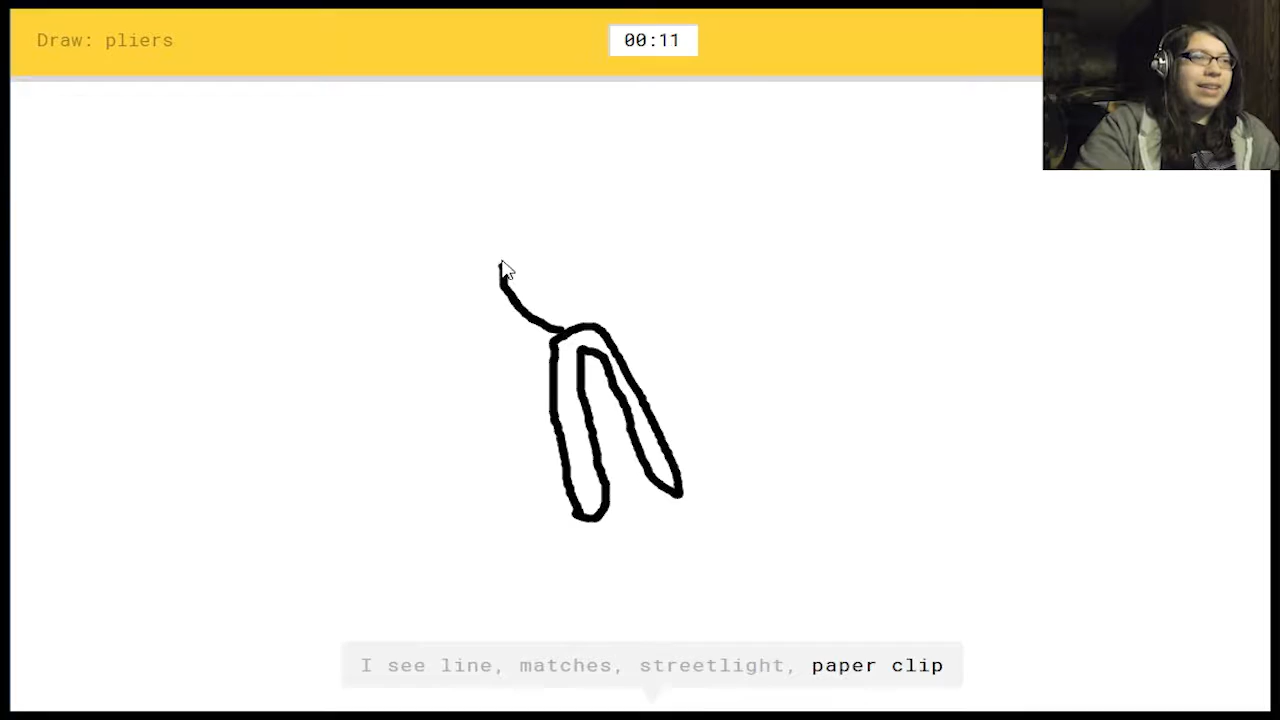 Draw: pliers
00:11
I see line, matches, streetlight, paper clip